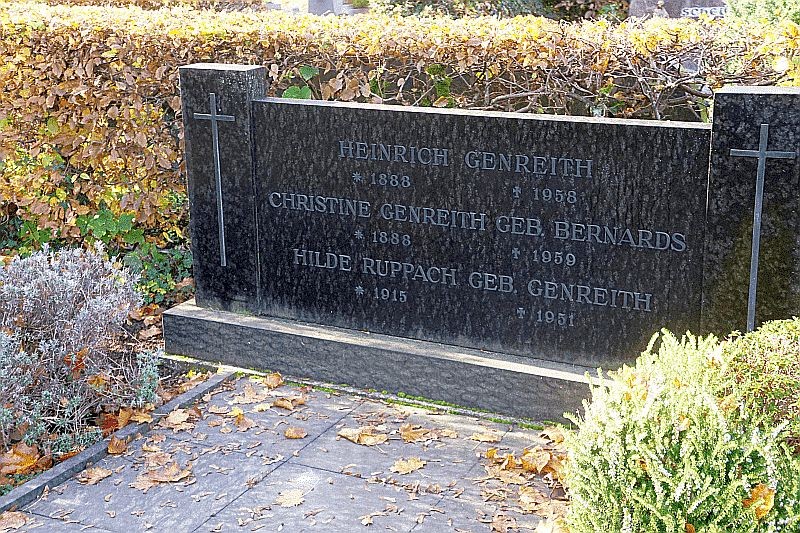 HEINRICH GENREITH
* 1888 ✝ 1958
CHRISTINE GENREITH GEB. BERNARDS
* 1888 ✝ 1959
HILDE RUPPACH GEB. GENREITH
* 1915 ✝ 1951